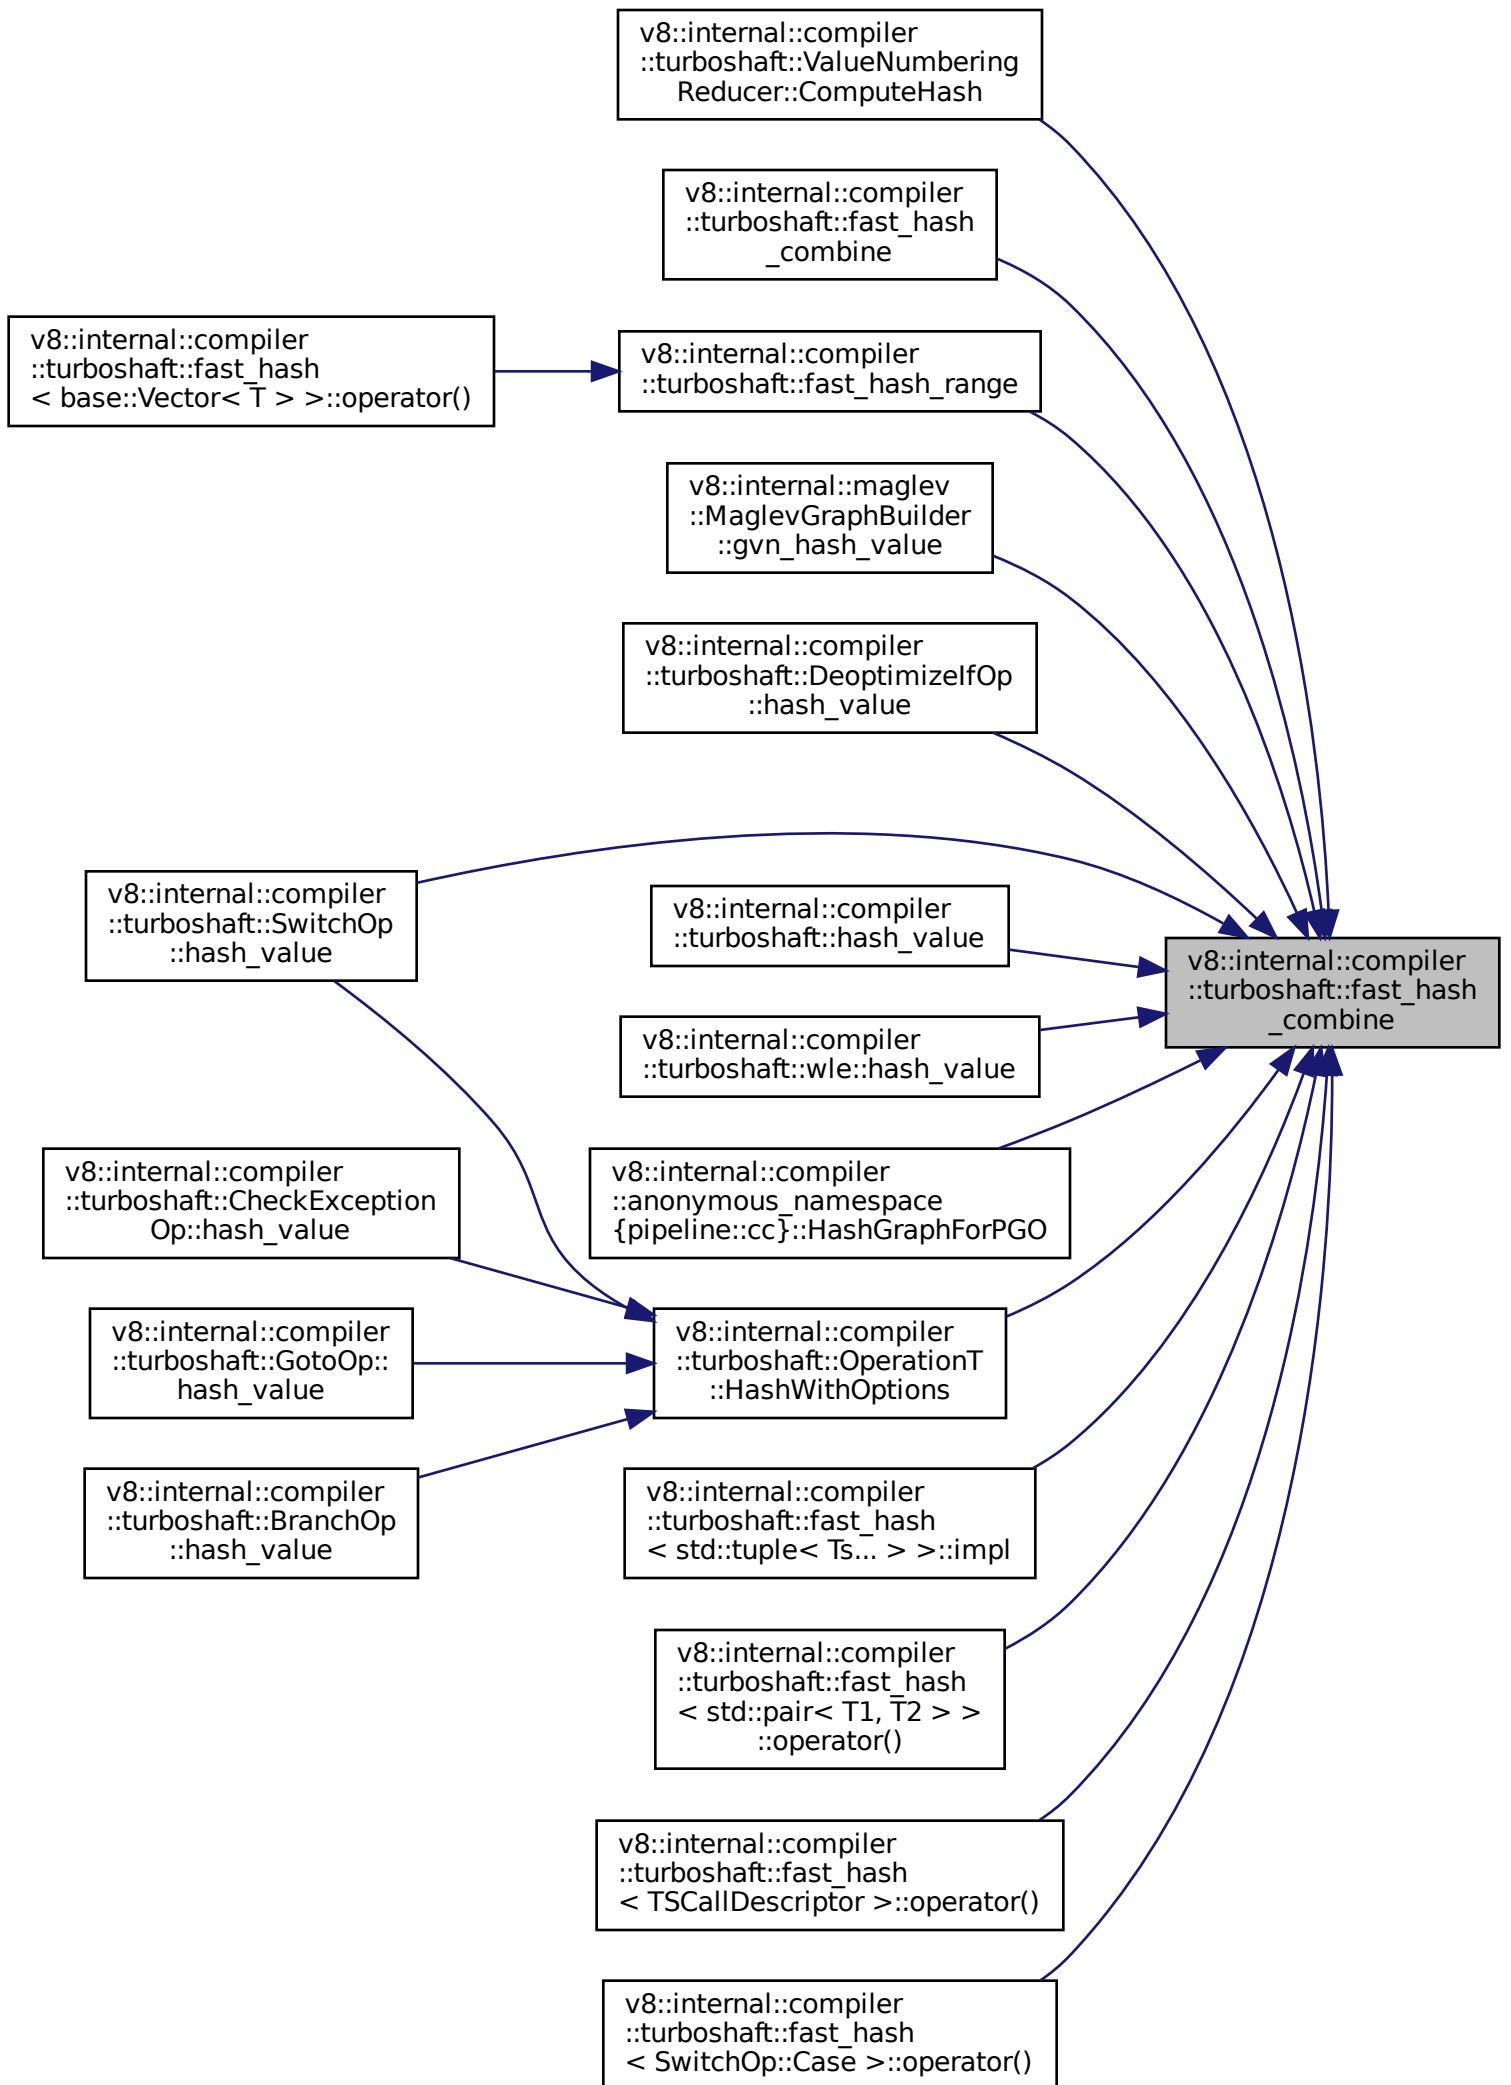 v8::internal::compiler
::turboshaft::ValueNumbering
Reducer::ComputeHash
v8::internal::compiler
::turboshaft::fast_hash
_combine
v8::internal::compiler
::turboshaft::fast_hash
< base::Vector< T > >::operator()
v8::internal::compiler
::turboshaft::fast_hash_range
v8::internal::maglev
::MaglevGraphBuilder
::gvn_hash_value
v8::internal::compiler
::turboshaft::DeoptimizeIfOp
::hash_value
v8::internal::compiler
::turboshaft::SwitchOp
::hash_value
v8::internal::compiler
::turboshaft::hash_value
v8::internal::compiler
::turboshaft::fast_hash
_combine
v8::internal::compiler
::turboshaft::wle::hash_value
v8::internal::compiler
::turboshaft::CheckException
Op::hash_value
v8::internal::compiler
::anonymous_namespace
{pipeline::cc}::HashGraphForPGO
v8::internal::compiler
::turboshaft::GotoOp::
hash_value
v8::internal::compiler
::turboshaft::OperationT
::HashWithOptions
v8::internal::compiler
::turboshaft::BranchOp
::hash_value
v8::internal::compiler
::turboshaft::fast_hash
< std::tuple< Ts... > >::impl
v8::internal::compiler
::turboshaft::fast_hash
< std::pair< T1, T2 > >
::operator()
v8::internal::compiler
::turboshaft::fast_hash
< TSCallDescriptor >::operator()
v8::internal::compiler
::turboshaft::fast_hash
< SwitchOp::Case >::operator()